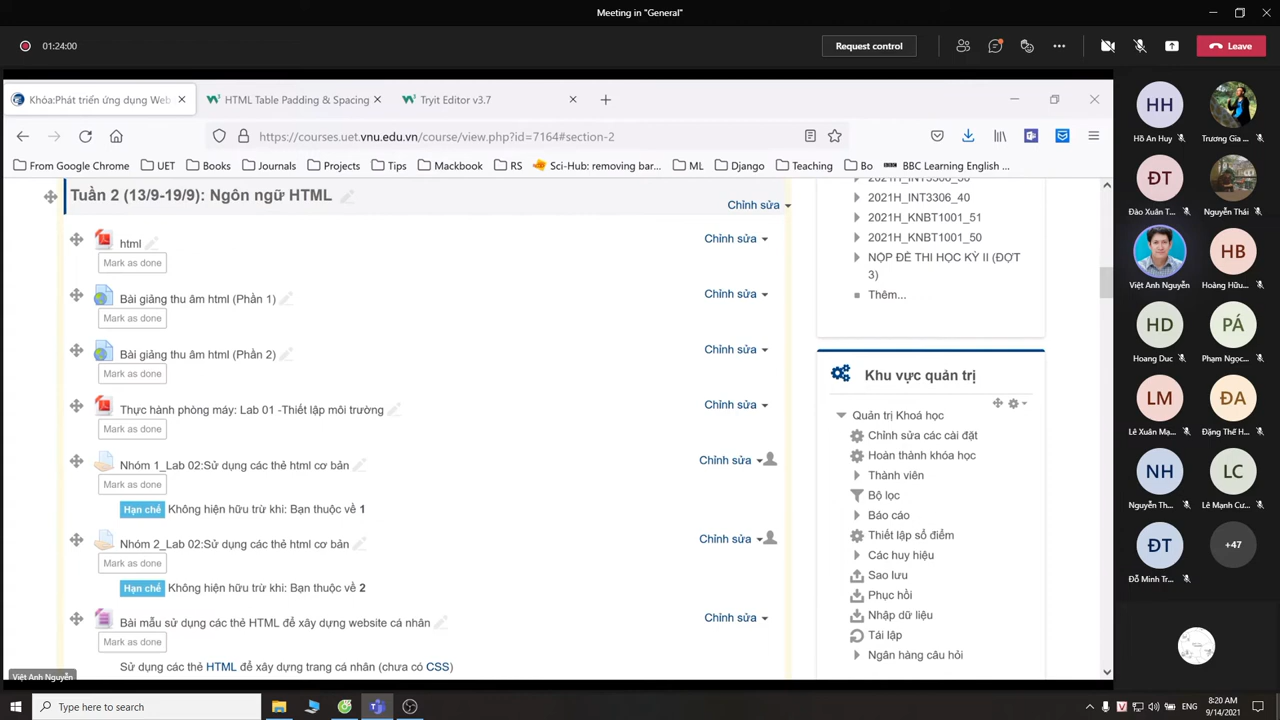 Meeting in "General"
01:24:00
Request control
Leave
Khóa:Phát triển ứng dụng Web
HTML Table Padding & Spacing
Tryit Editor v3.7
https://courses.uet.vnu.edu.vn/course/view.php?id=7164#section-2
From Google Chrome
UET
Books
Journals
Projects
Tips
Mackbook
RS
Sci-Hub: removing bar...
ML
Django
Teaching
Bo
BBC Learning English ...
Tuần 2 (13/9-19/9): Ngôn ngữ HTML
Chỉnh sửa
html
Chỉnh sửa
Mark as done
Bài giảng thu âm html (Phần 1)
Chỉnh sửa
Mark as done
Bài giảng thu âm html (Phần 2)
Chỉnh sửa
Mark as done
Thực hành phòng máy: Lab 01 -Thiết lập môi trường
Chỉnh sửa
Mark as done
Nhóm 1_Lab 02:Sử dụng các thẻ html cơ bản
Chỉnh sửa
Mark as done
Hạn chế Không hiện hữu trừ khi: Bạn thuộc về 1
Nhóm 2_Lab 02:Sử dụng các thẻ html cơ bản
Chỉnh sửa
Mark as done
Hạn chế Không hiện hữu trừ khi: Bạn thuộc về 2
Bài mẫu sử dụng các thẻ HTML để xây dựng website cá nhân
Chỉnh sửa
Mark as done
Sử dụng các thẻ HTML để xây dựng trang cá nhân (chưa có CSS)
2021H_INT3306_40
2021H_KNBT1001_51
2021H_KNBT1001_50
NỘP ĐỀ THI HỌC KỲ II (ĐỢT
3)
Thêm...
Khu vực quản trị
Quản trị Khoá học
Chỉnh sửa các cài đặt
Hoàn thành khóa học
Thành viên
Bộ lọc
Báo cáo
Thiết lập sổ điểm
Các huy hiệu
Sao lưu
Phục hồi
Nhập dữ liệu
Tái lập
Ngân hàng câu hỏi
HH
Hồ An Huy
Trương Gia ...
ĐT
Đào Xuân T...
Nguyễn Thái
Việt Anh Nguyễn
HB
Hoàng Hữu...
HD
Hoang Duc
PÁ
Phạm Ngọc...
LM
Lê Xuân Mạ...
ĐA
Đặng Thế H...
NH
Nguyễn Th...
LC
Lê Mạnh Cư...
ĐT
Đỗ Minh Tr...
+47
Việt Anh Nguyễn
Type here to search
V
ENG
8:20 AM
9/14/2021